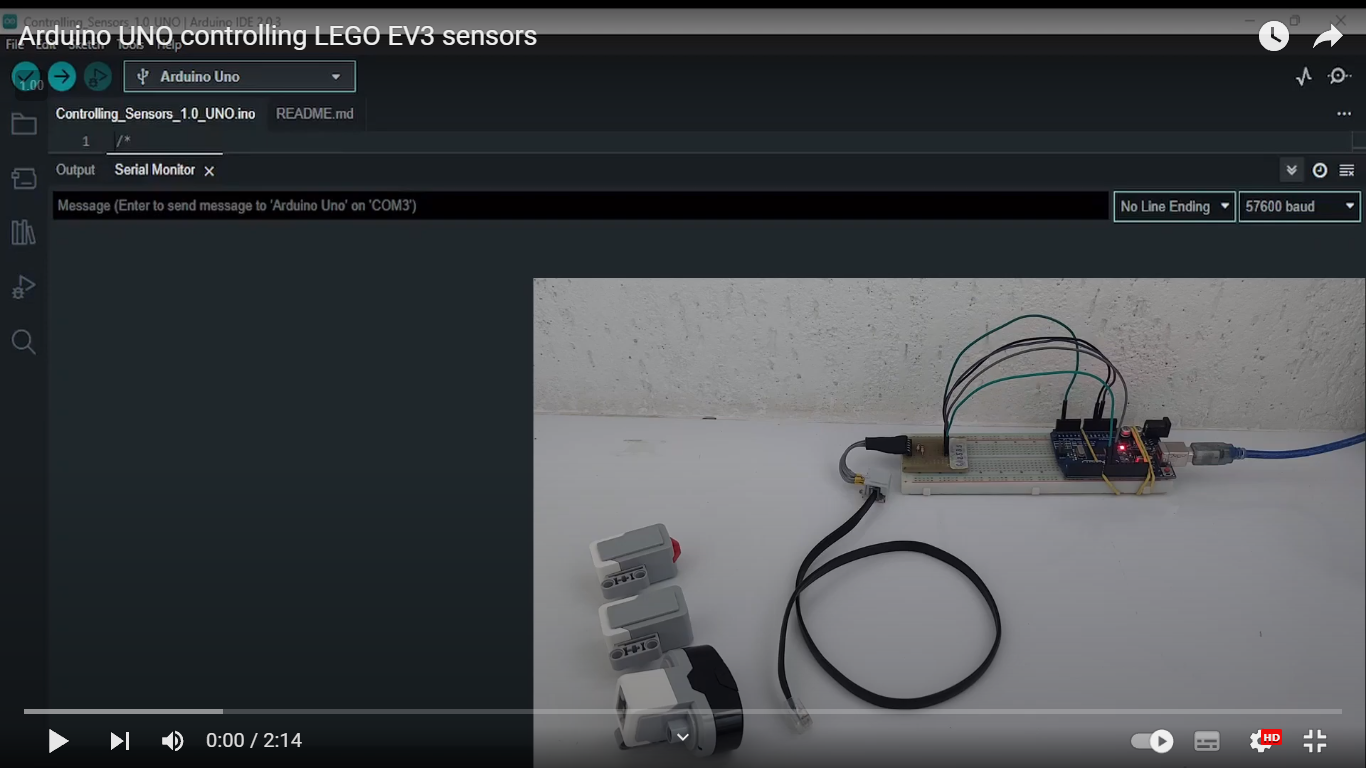 Controlling_Sensors_1.0_UNO | Arduino IDE 2.0.3
Arduino UNO controlling LEGO EV3 sensors
File Edit Sketch Tools Help
1.00
Arduino Uno
Controlling_Sensors_1.0_UNO.ino README.md
1 /*
Output Serial Monitor
Message (Enter to send message to 'Arduino Uno' on 'COM3')
No Line Ending 57600 baud
0:00 / 2:14
HD